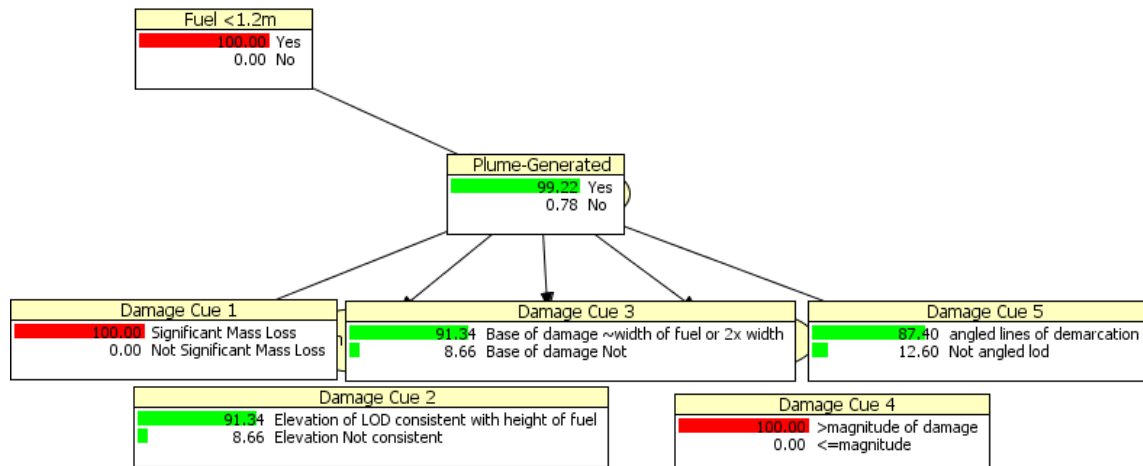 Fuel <1.2m
100.00 Yes
0.00 No
Plume-Generated
99.22 Yes
0.78 No
Damage Cue 1
100.00 Significant Mass Loss
0.00 Not Significant Mass Loss
Damage Cue 3
91.34 Base of damage ~width of fuel or 2x width
8.66 Base of damage Not
Damage Cue 5
87.40 angled lines of demarcation
12.60 Not angled lod
Damage Cue 2
91.34 Elevation of LOD consistent with height of fuel
8.66 Elevation Not consistent
Damage Cue 4
100.00 >magnitude of damage
0.00 <=magnitude